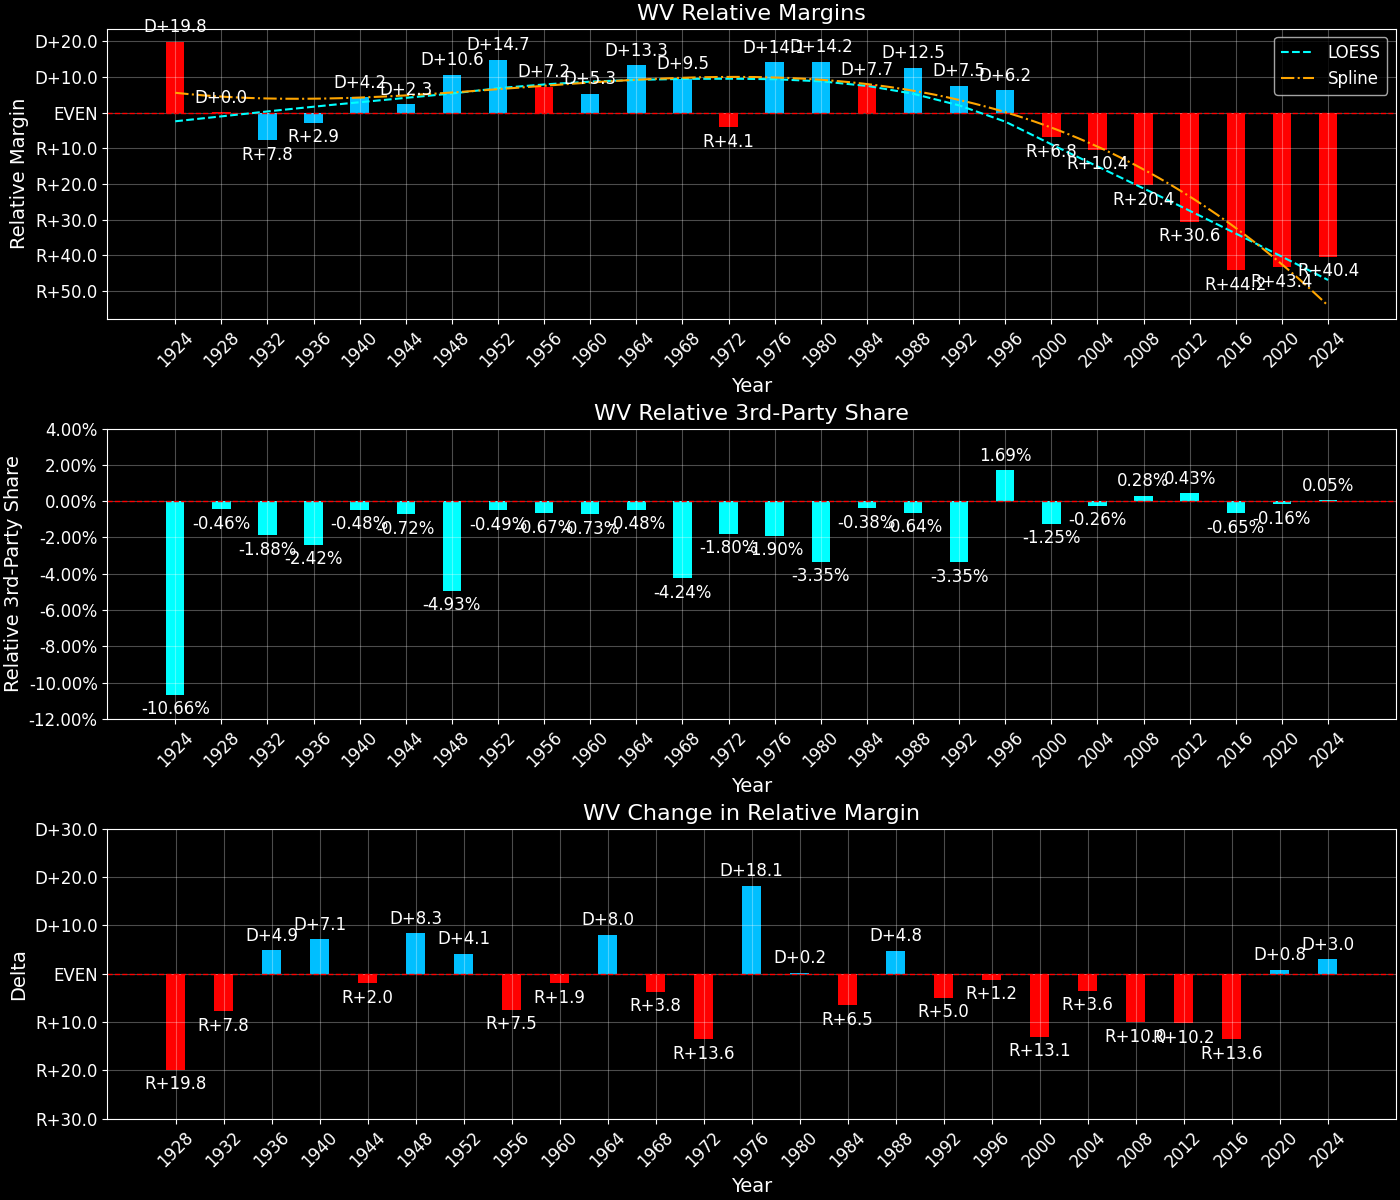 WV Relative Margins
Relative Margin
D+20.0
D+10.0
EVEN
R+10.0
R+20.0
R+30.0
R+40.0
R+50.0
D+19.8
D+0.0
R+7.8
R+2.9
D+4.2
D+2.3
D+10.6
D+14.7
D+7.2
D+5.3
D+13.3
D+9.5
R+4.1
D+14.1
D+14.2
D+7.7
D+12.5
D+7.5
D+6.2
R+6.8
R+10.4
R+20.4
R+30.6
R+44.2
R+43.4
R+40.4
LOESS
Spline
1924 1928 1932 1936 1940 1944 1948 1952 1956 1960 1964 1968 1972 1976 1980 1984 1988 1992 1996 2000 2004 2008 2012 2016 2020 2024
Year
WV Relative 3rd-Party Share
Relative 3rd-Party Share
4.00%
2.00%
0.00%
-2.00%
-4.00%
-6.00%
-8.00%
-10.00%
-12.00%
-10.66%
-0.46%
-1.88%
-2.42%
-0.48%
-0.72%
-4.93%
-0.49%
-0.67%
-0.73%
-0.48%
-4.24%
-1.80%
-1.90%
-3.35%
-0.38%
-0.64%
-3.35%
1.69%
-1.25%
-0.26%
0.28%
0.43%
-0.65%
-0.16%
0.05%
1924 1928 1932 1936 1940 1944 1948 1952 1956 1960 1964 1968 1972 1976 1980 1984 1988 1992 1996 2000 2004 2008 2012 2016 2020 2024
Year
WV Change in Relative Margin
Delta
D+30.0
D+20.0
D+10.0
EVEN
R+10.0
R+20.0
R+30.0
R+19.8
R+7.8
D+4.9
D+7.1
R+2.0
D+8.3
D+4.1
R+7.5
R+1.9
D+8.0
R+3.8
R+13.6
D+18.1
D+0.2
R+6.5
D+4.8
R+5.0
R+1.2
R+13.1
R+3.6
R+10.0
R+10.2
R+13.6
D+0.8
D+3.0
1928 1932 1936 1940 1944 1948 1952 1956 1960 1964 1968 1972 1976 1980 1984 1988 1992 1996 2000 2004 2008 2012 2016 2020 2024
Year